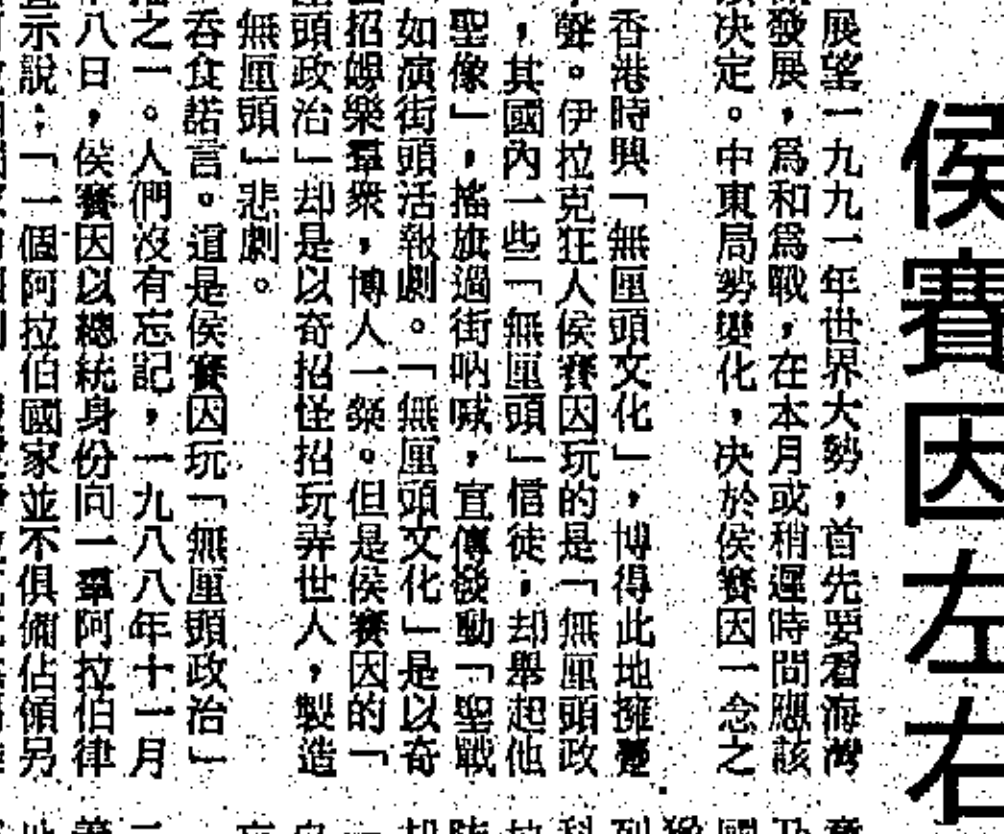 侯賽因左右
展望一九九一年世界大勢，首先要看海灣
發展，爲和爲戰，在本月或稍遲時間應該
决定。中東局勢變化，决於侯賽因一念之
香港時興「無厘頭文化」，博得此地擁躉
聲。伊拉克狂人侯賽因玩的是「無厘頭政
，其國內一些「無厘頭」信徒，却舉起他
聖像」，搖旗過街吶喊，宣傳發動「聖戰
如演街頭活報劇。「無厘頭文化」是以奇
招娛樂羣衆，博人一粲。但是侯賽因的「
頭政治」却是以奇招怪招玩弄世人，製造
無厘頭」悲劇。
吞食諾言。這是侯賽因玩「無厘頭政治」
之一。人們沒有忘記，一九八八年十一月
八日，侯賽因以總統身份向一羣阿拉伯律
示說：「一個阿拉伯國家並不俱備佔領另